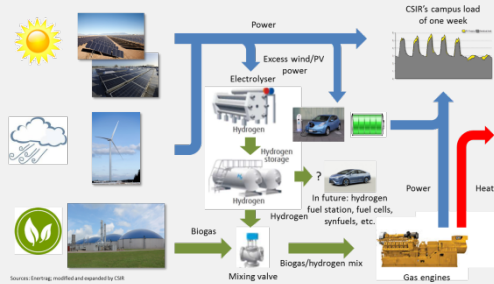 Power
CSIR's campus load
of one week
Excess wind/PV
power
Electrolyser
Hydrogen
Hydrogen
storage
Hydrogen
?
In future: hydrogen
fuel station, fuel cells,
synfuels, etc.
Hydrogen
Power
Heat
Biogas
Biogas/hydrogen mix
Mixing valve
Gas engines
Sources: Enertrag; modified and expanded by CSIR